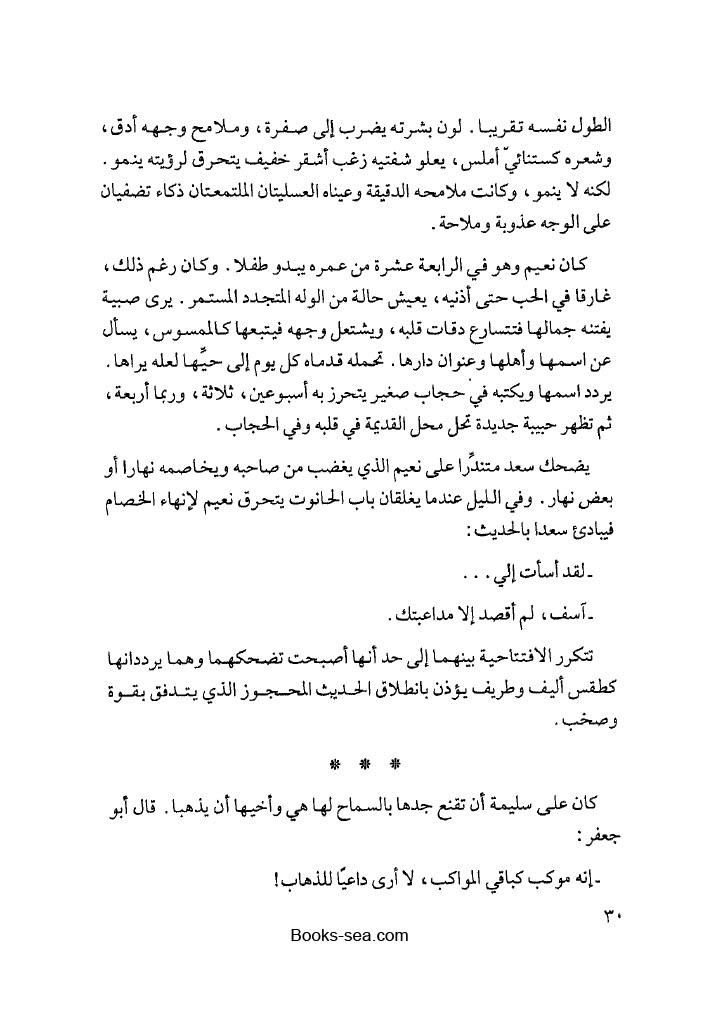 الطول نفسه تقريبا. لون بشرته يضرب إلى صفرة، وملامح وجهه أدق،
وشعره كستنائيّ أملس، يعلو شفتيه زغب أشقر خفيف يتحرق لرؤيته ينمو.
لكنه لا ينمو، وكانت ملامحه الدقيقة وعيناه العسليتان الملتمعتان ذكاء تضفيان
على الوجه عذوبة وملاحة.
كان نعيم وهو في الرابعة عشرة من عمره يبدو طفلا. وكان رغم ذلك،
غارقا في الحب حتى أذنيه، يعيش حالة من الوله المتجدد المستمر. يرى صبية
يفتنه جمالها فتتسارع دقات قلبه، ويشتعل وجهه فيتبعها كالممسوس، يسأل
عن اسمها وأهلها وعنوان دارها. تحمله قدماه كل يوم إلى حيِّها لعله يراها.
يردد اسمها ويكتبه في حجاب صغير يتحرز به أسبوعين، ثلاثة، وربما أربعة،
ثم تظهر حبيبة جديدة تحل محل القديمة في قلبه وفي الحجاب.
يضحك سعد متندِّرا على نعيم الذي يغضب من صاحبه ويخاصمه نهارا أو
بعض نهار. وفي الليل عندما يغلقان باب الحانوت يتحرق نعيم لإنهاء الخصام
فيبادئ سعدا بالحديث:
ـ لقد أسأت إلي...
ـ آسف، لم أقصد إلا مداعبتك.
تتكرر الافتتاحية بينهما إلى حد أنها أصبحت تضحكهما وهما يرددانها
كطقس أليف وطريف يؤذن بانطلاق الحديث المحجوز الذي يتدفق بقوة
وصخب.
* * *
كان على سليمة أن تقنع جدها بالسماح لها هي وأخيها أن يذهبا. قال أبو
جعفر:
ـ إنه موكب كباقي المواكب، لا أرى داعيًا للذهاب!
٣٠
Books-sea.com